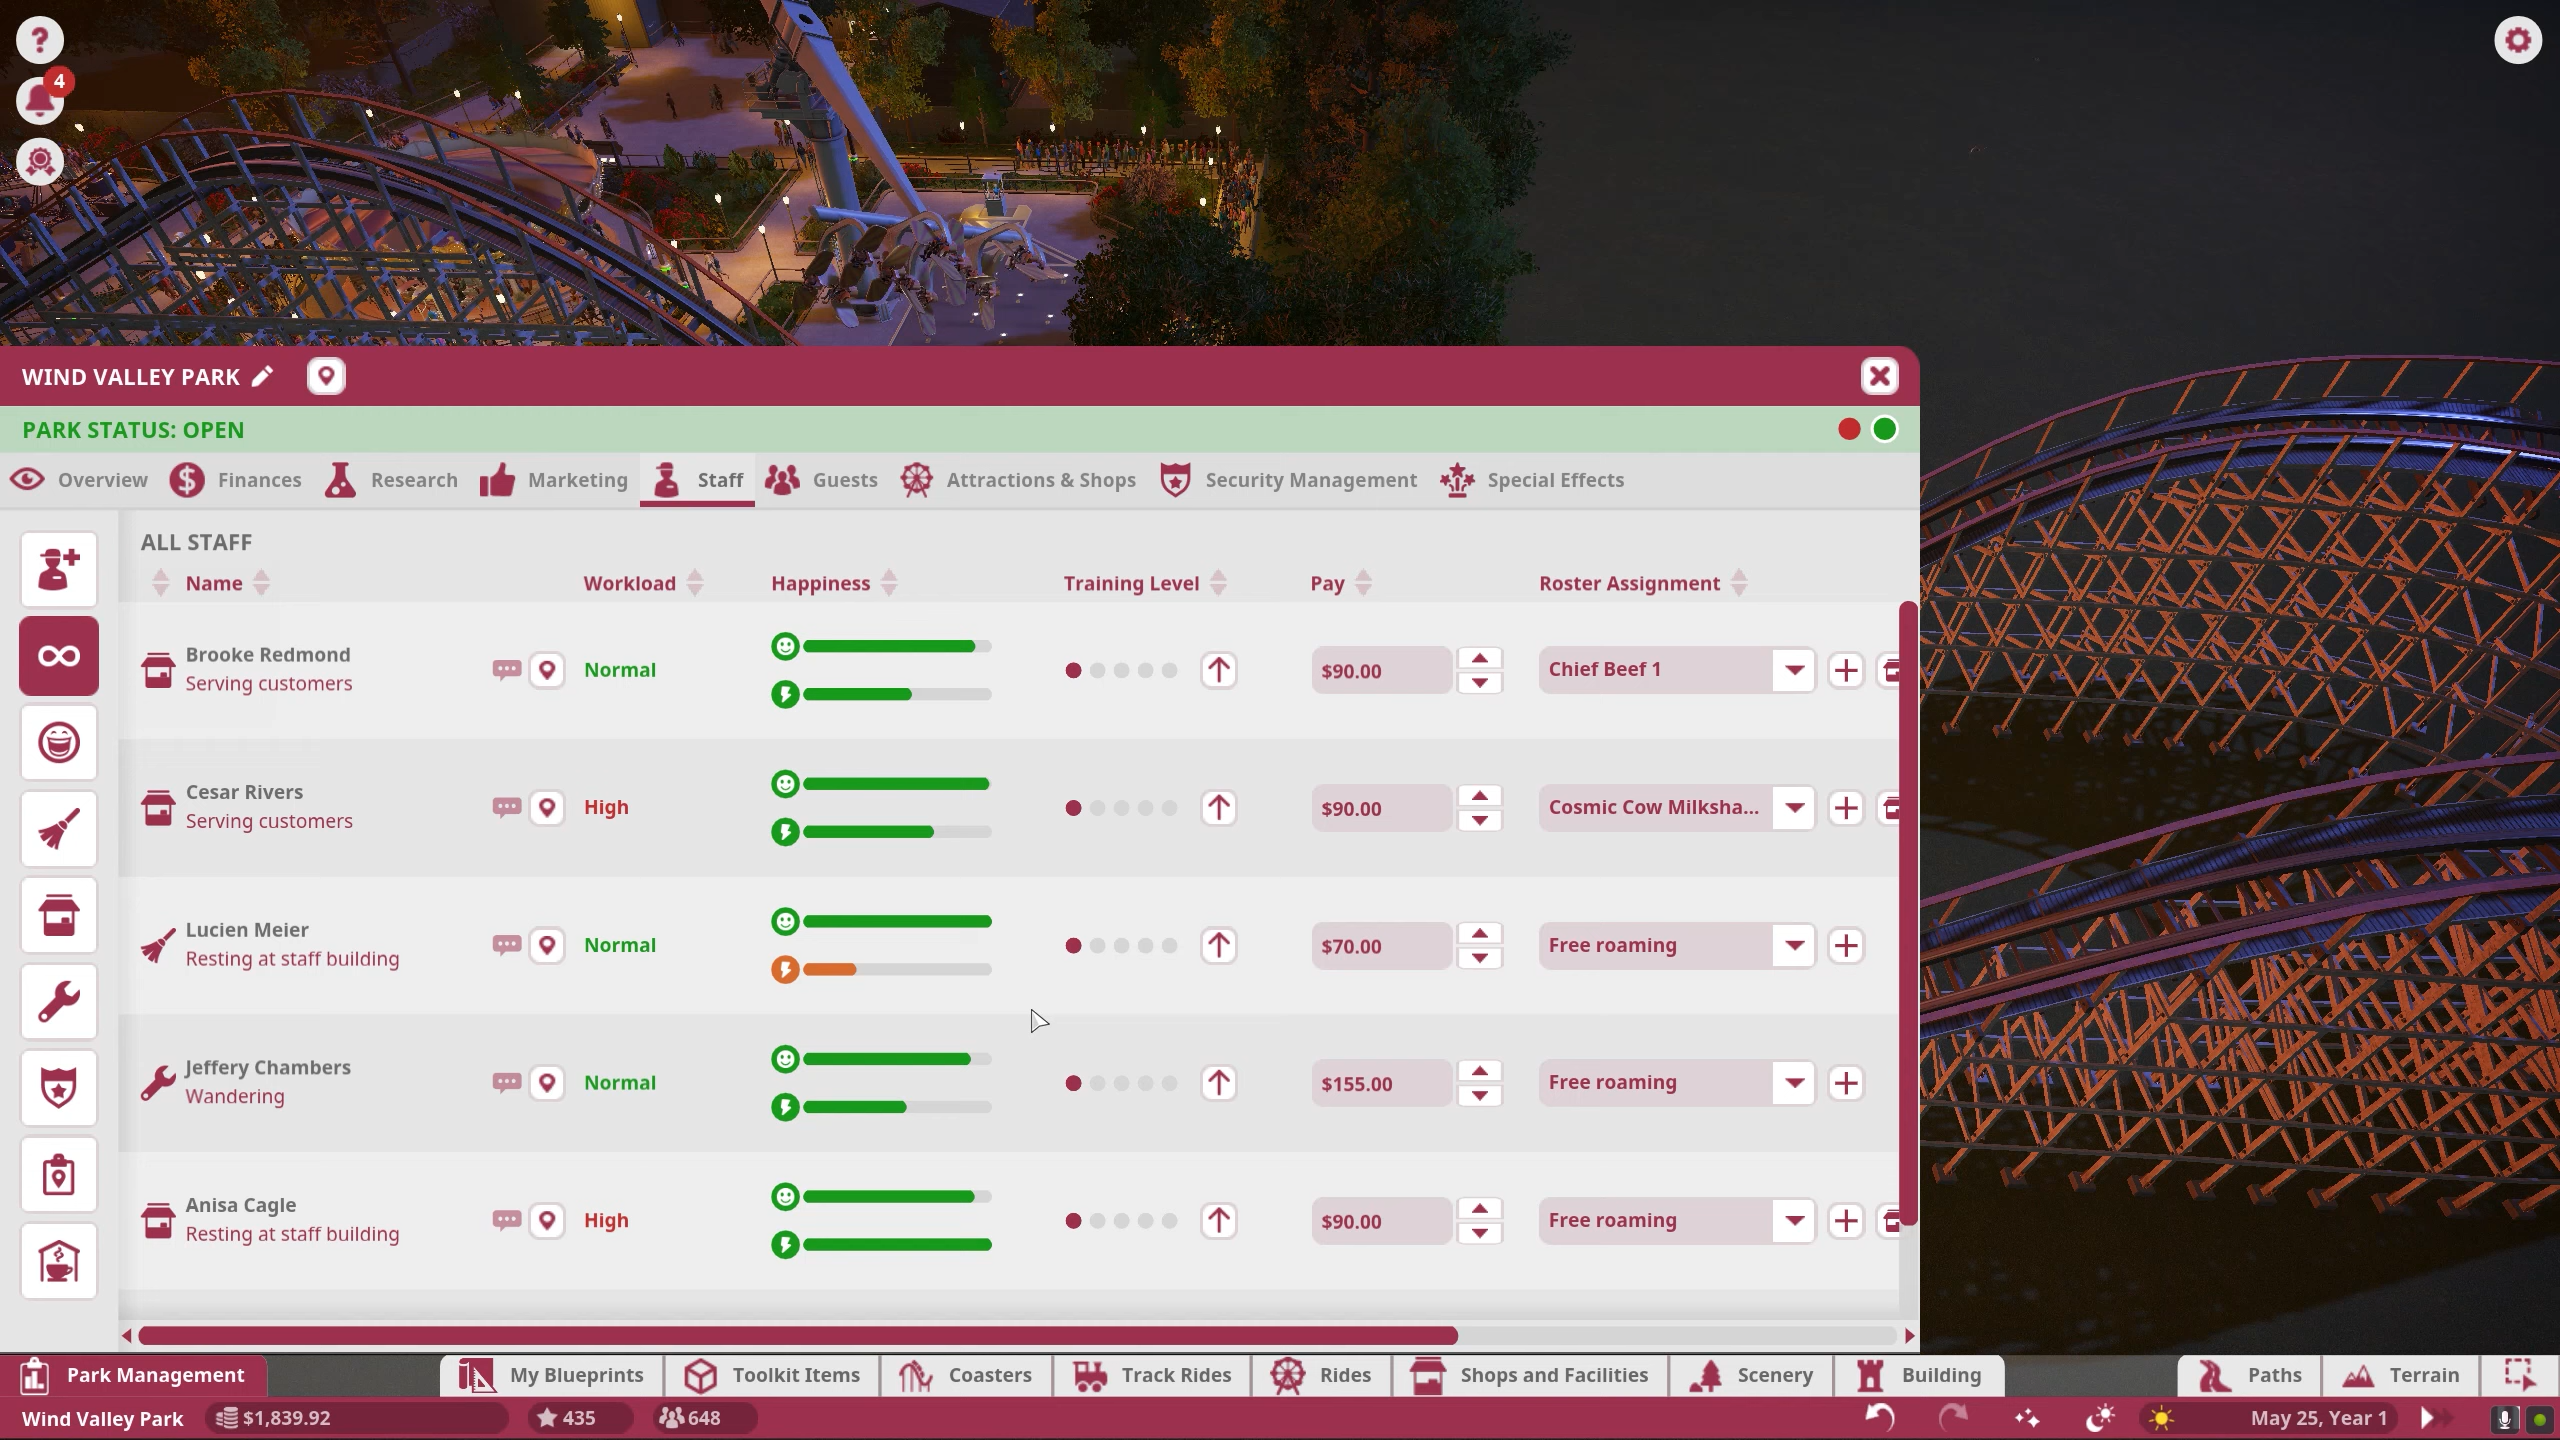 ?
4
WIND VALLEY PARK
PARK STATUS: OPEN
Overview Finances Research Marketing Staff Guests Attractions & Shops Security Management Special Effects
ALL STAFF
Name Workload Happiness Training Level Pay Roster Assignment
Brooke Redmond
Serving customers
Normal $90.00 Chief Beef 1
Cesar Rivers
Serving customers
High $90.00 Cosmic Cow Milksha...
Lucien Meier
Resting at staff building
Normal $70.00 Free roaming
Jeffery Chambers
Wandering
Normal $155.00 Free roaming
Anisa Cagle
Resting at staff building
High $90.00 Free roaming
Park Management My Blueprints Toolkit Items Coasters Track Rides Rides Shops and Facilities Scenery Building Paths Terrain
Wind Valley Park $1,839.92 435 648 May 25, Year 1